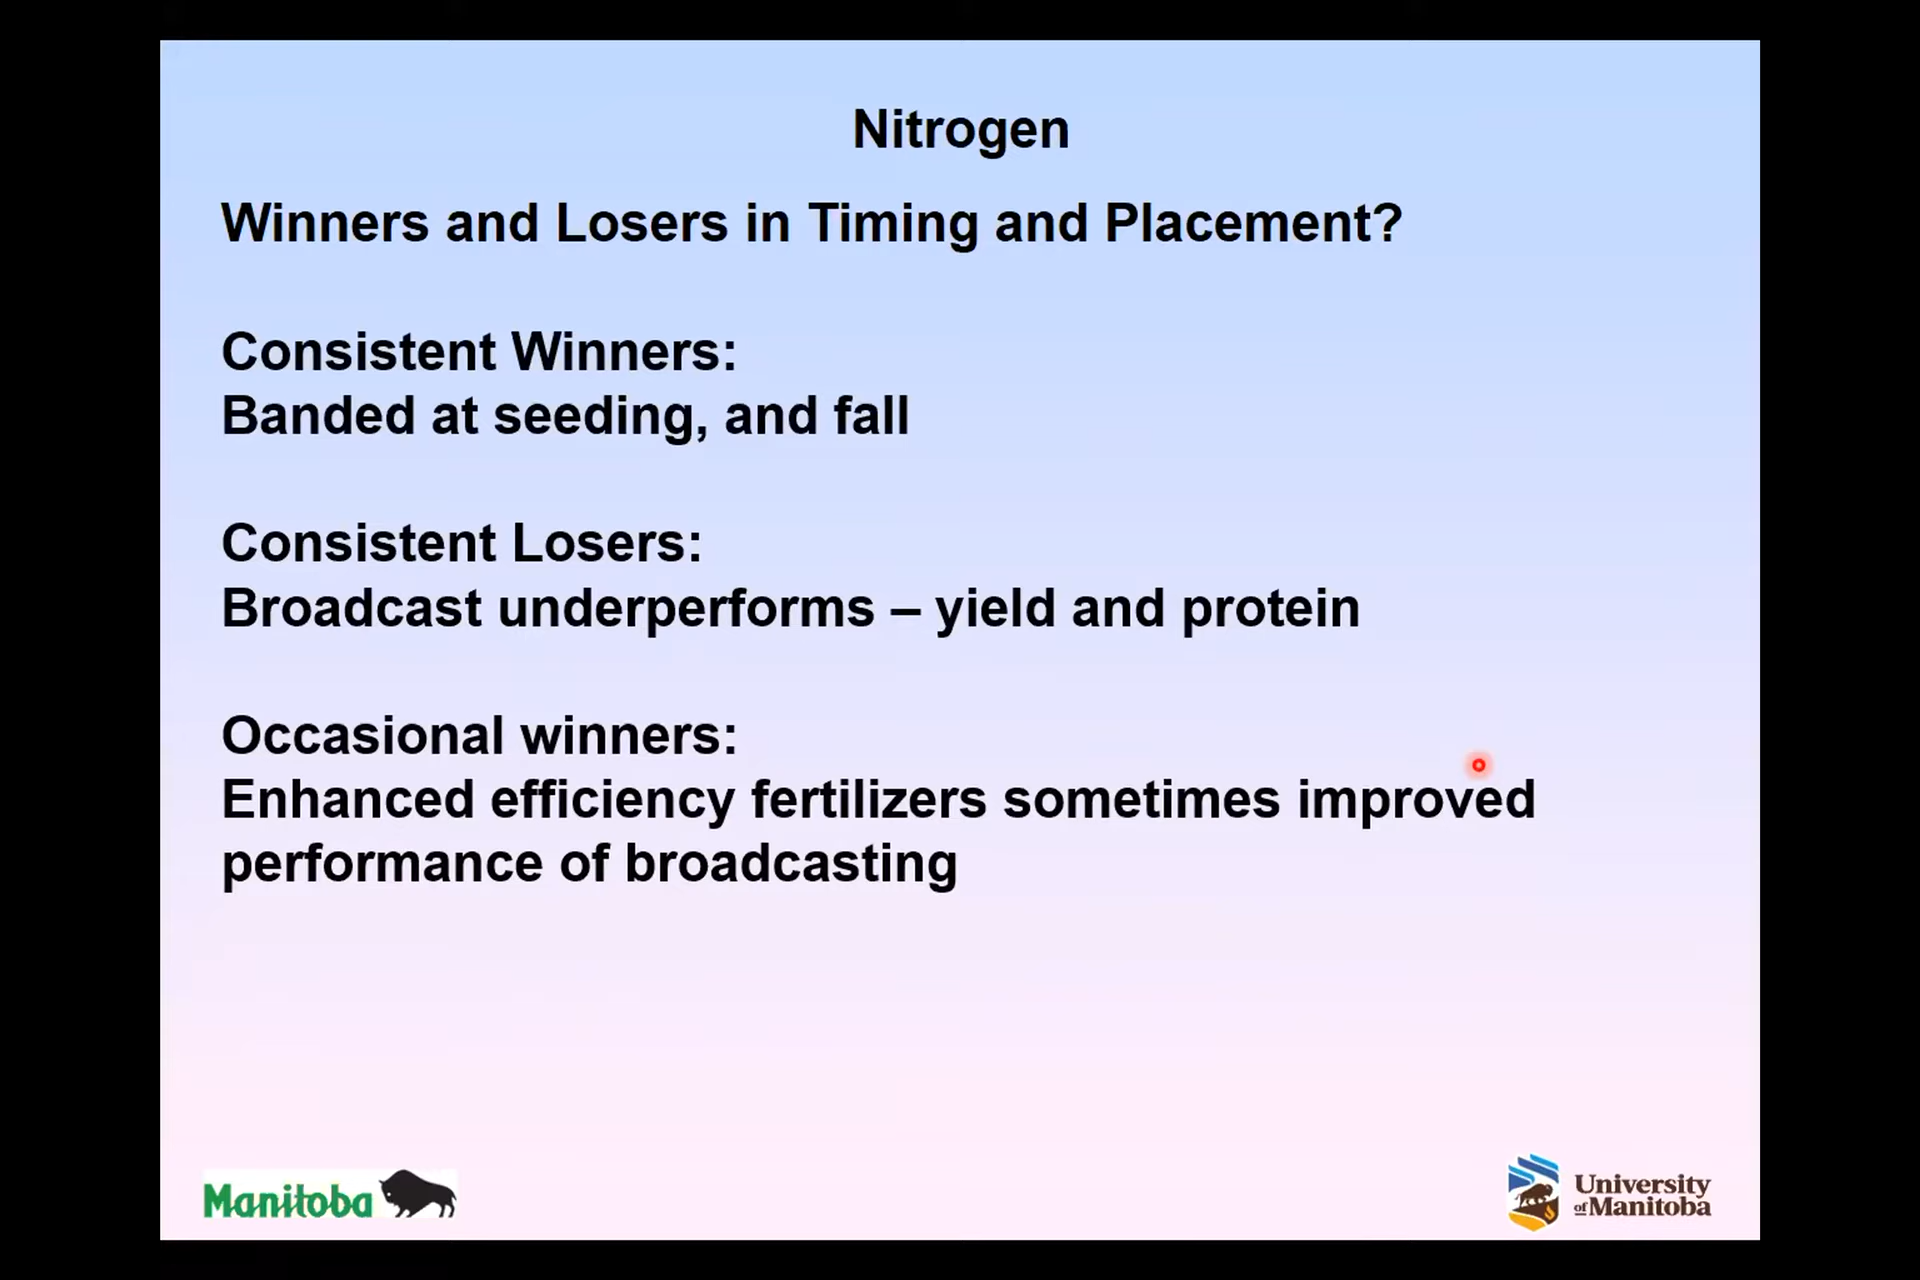 Nitrogen
Winners and Losers in Timing and Placement?
Consistent Winners:
Banded at seeding, and fall
Consistent Losers:
Broadcast underperforms – yield and protein
Occasional winners:
Enhanced efficiency fertilizers sometimes improved
performance of broadcasting
Manitoba
University
of Manitoba